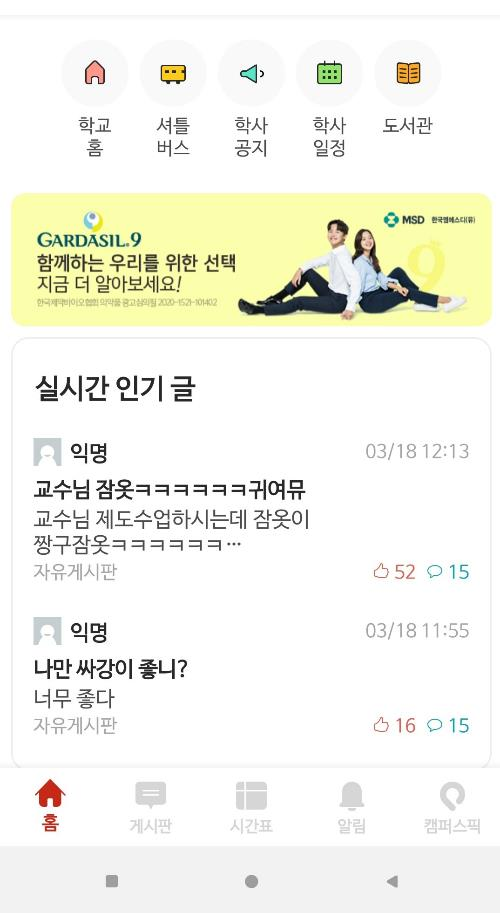 학교
홈
셔틀
버스
학사
공지
학사
일정
도서관
GARDASIL.9
MSD 한국엠에스디(유)
함께하는 우리를 위한 선택
지금 더 알아보세요!
한국제약바이오협회 의약품 광고심의필 2020-1521-101402
9
실시간 인기 글
익명
03/18 12:13
교수님 잠옷ㅋㅋㅋㅋㅋㅋ귀여뮤
교수님 제도수업하시는데 잠옷이
짱구잠옷ㅋㅋㅋㅋㅋㅋ…
자유게시판
52 15
익명
03/18 11:55
나만 싸강이 좋니?
너무 좋다
자유게시판
16 15
홈 게시판 시간표 알림 캠퍼스픽